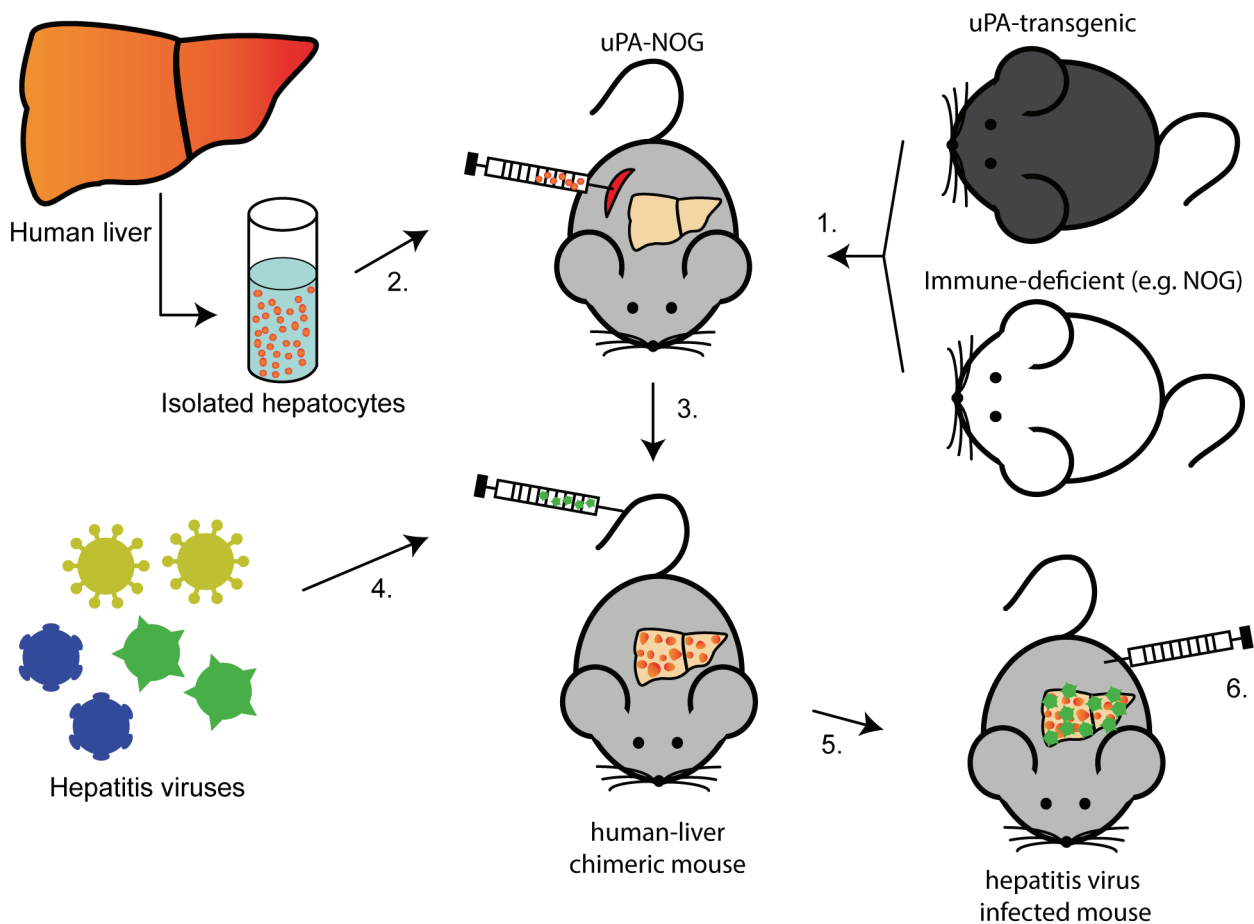 uPA-NOG
uPA-transgenic
1.
Human liver
2.
Immune-deficient (e.g. NOG)
Isolated hepatocytes
3.
4.
Hepatitis viruses
5.
6.
human-liver
chimeric mouse
hepatitis virus
infected mouse